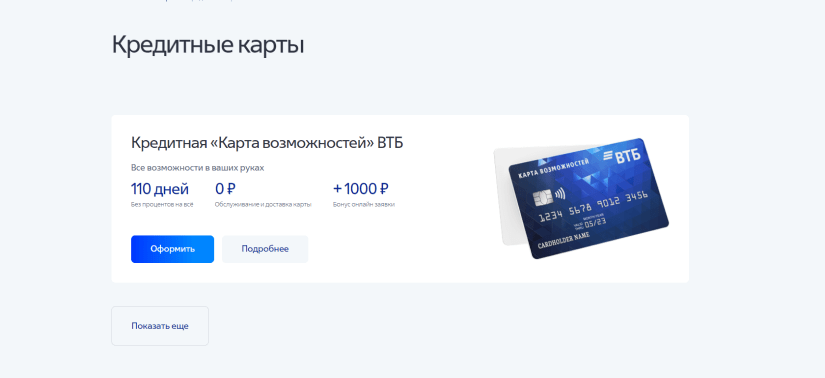 Кредитные карты
Кредитная «Карта возможностей» ВТБ
Все возможности в ваших руках
110 дней 0 ₽ + 1000 ₽
Без процентов на всё Обслуживание и доставка карты Бонус онлайн заявки
Оформить Подробнее
КАРТА ВОЗМОЖНОСТЕЙ ВТБ
1234 5678 9012 3456
05/23
CARDHOLDER NAME
Показать еще